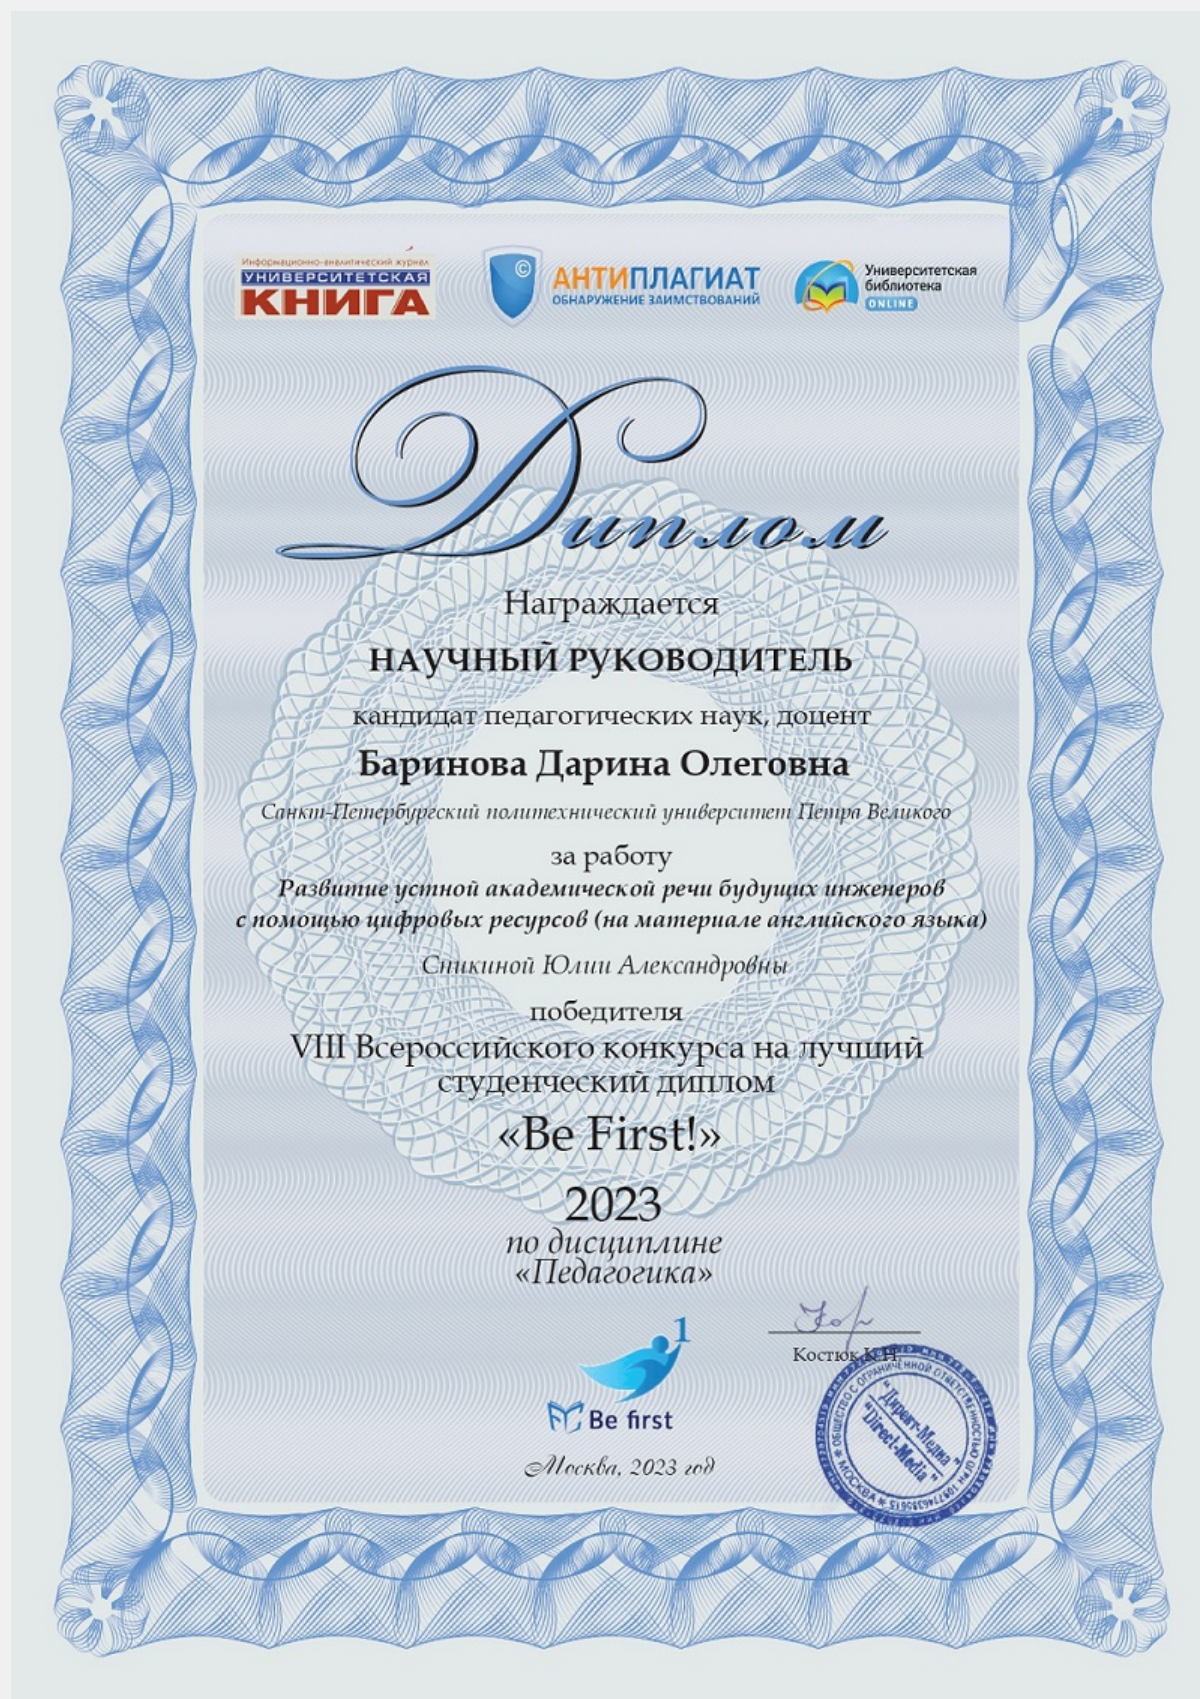 Информационно-аналитический журнал
УНИВЕРСИТЕТСКАЯ
КНИГА
©
АНТИПЛАГИАТ
ОБНАРУЖЕНИЕ ЗАИМСТВОВАНИЙ
Университетская
библиотека
ONLINE
Диплом
Награждается
НАУЧНЫЙ РУКОВОДИТЕЛЬ
кандидат педагогических наук, доцент
Баринова Дарина Олеговна
Санкт-Петербургский политехнический университет Петра Великого
за работу
Развитие устной академической речи будущих инженеров
с помощью цифровых ресурсов (на материале английского языка)
Спикиной Юлии Александровны
победителя
VIII Всероссийского конкурса на лучший
студенческий диплом
«Be First!»
2023
по дисциплине
«Педагогика»
1
Be first
Костюк К.Н.
ОБЩЕСТВО С ОГРАНИЧЕННОЙ ОТВЕТСТВЕННОСТЬЮ
"Директ-Медиа"
"Direct-Media"
* МОСКВА *
Москва, 2023 год